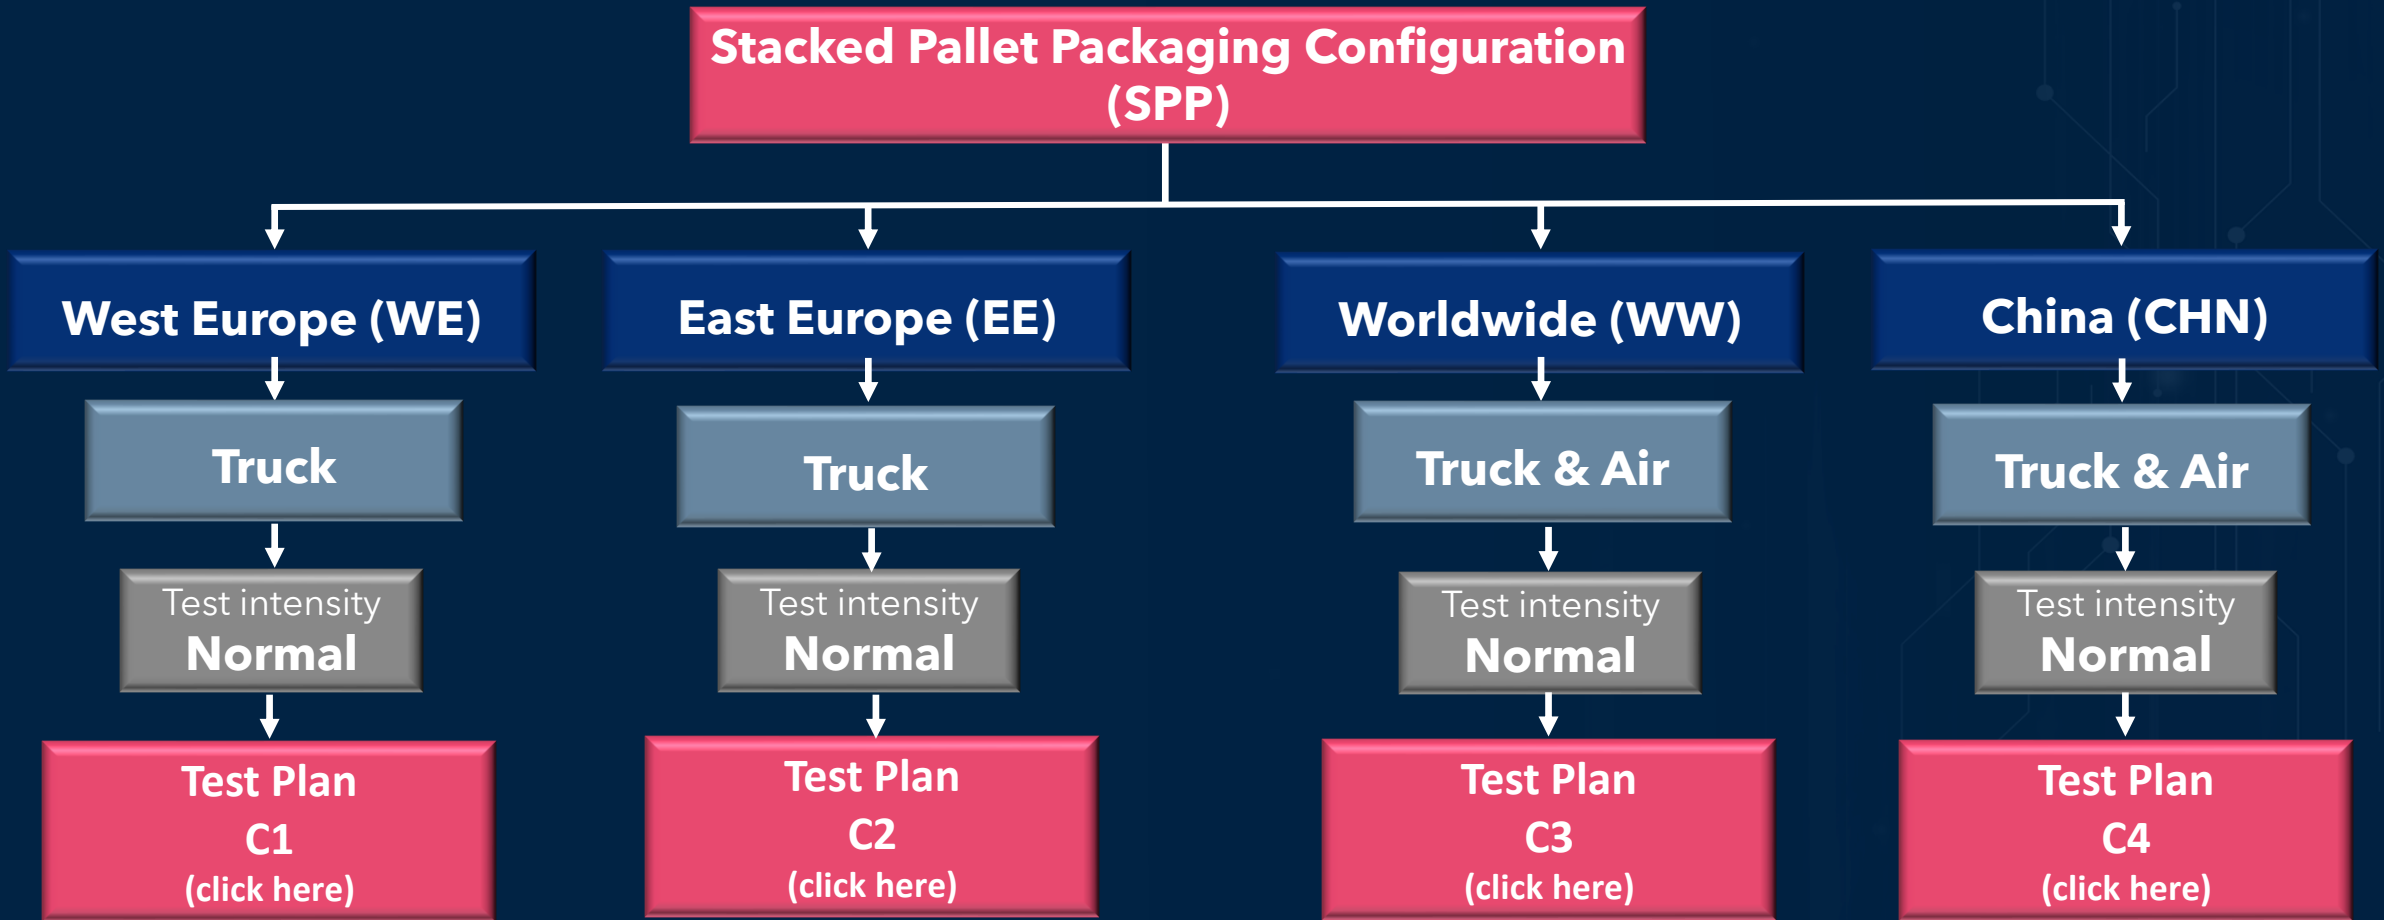 Stacked Pallet Packaging Configuration
(SPP)
West Europe (WE)
East Europe (EE)
Worldwide (WW)
China (CHN)
Truck
Truck
Truck & Air
Truck & Air
Test intensity
Normal
Test intensity
Normal
Test intensity
Normal
Test intensity
Normal
Test Plan
C1
(click here)
Test Plan
C2
(click here)
Test Plan
C3
(click here)
Test Plan
C4
(click here)